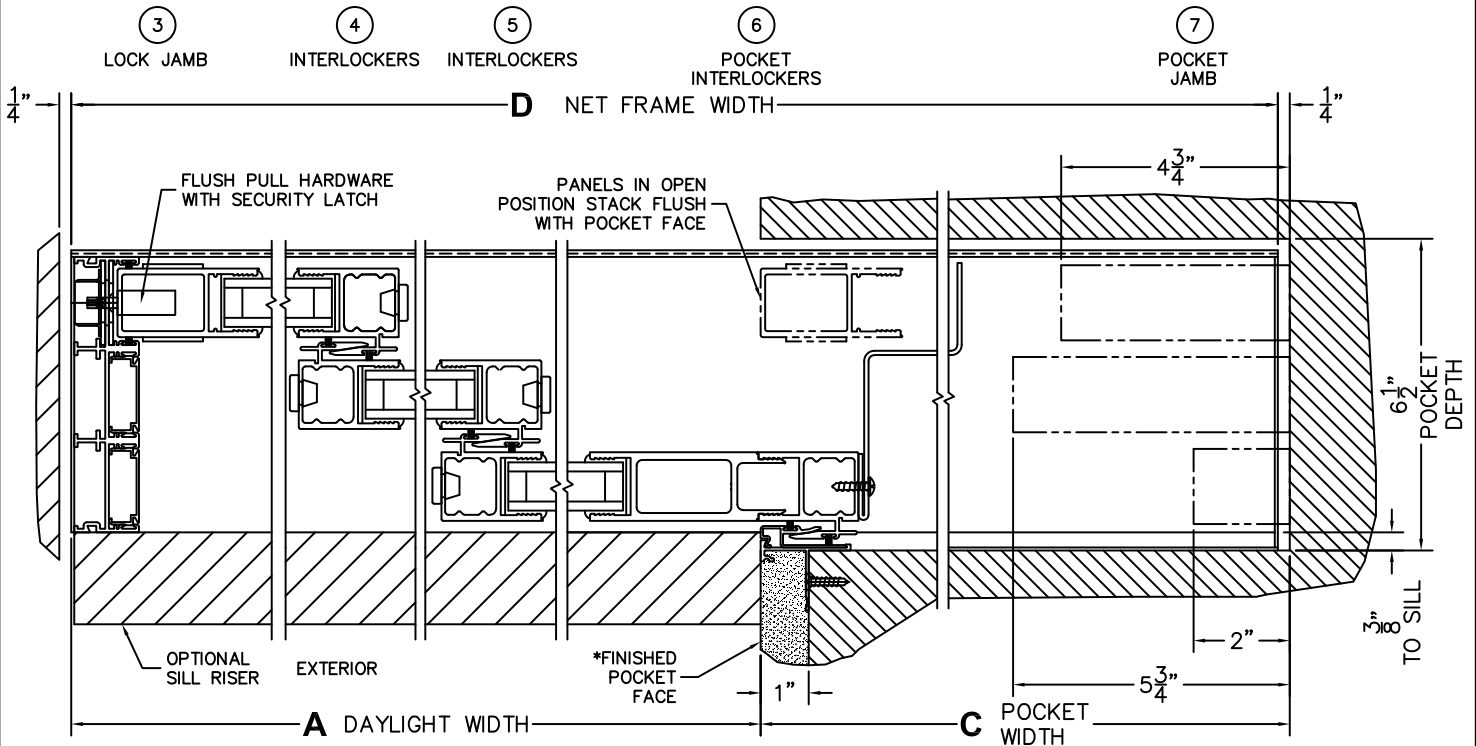 3 4 5 6 7
LOCK JAMB
INTERLOCKERS
INTERLOCKERS
POCKET
INTERLOCKERS
POCKET
JAMB
1/4"
D NET FRAME WIDTH
1/4"
4 3/4"
FLUSH PULL HARDWARE
WITH SECURITY LATCH
PANELS IN OPEN
POSITION STACK FLUSH
WITH POCKET FACE
6 1/2"
POCKET
DEPTH
3/8"
TO SILL
2"
OPTIONAL
SILL RISER
EXTERIOR
*FINISHED
POCKET
FACE
1"
5 3/4"
A DAYLIGHT WIDTH
C POCKET
WIDTH